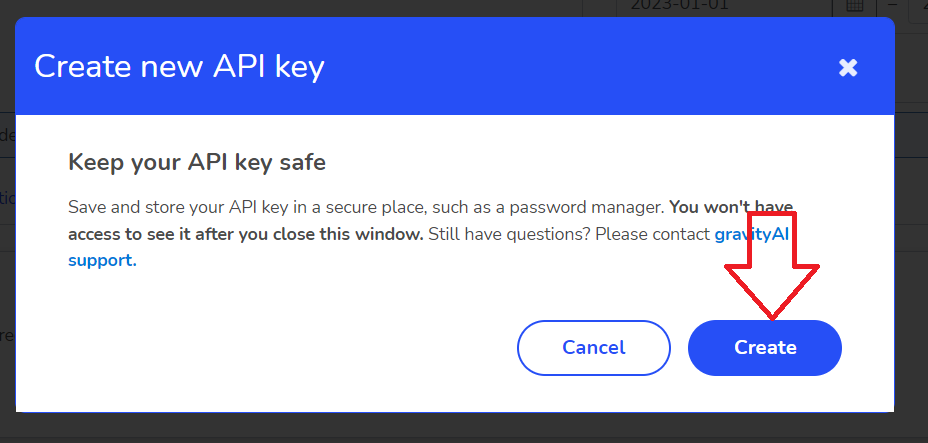 2023-01-01
–
Create new API key
Keep your API key safe
Save and store your API key in a secure place, such as a password manager. You won't have
access to see it after you close this window. Still have questions? Please contact gravityAI
support.
Cancel
Create